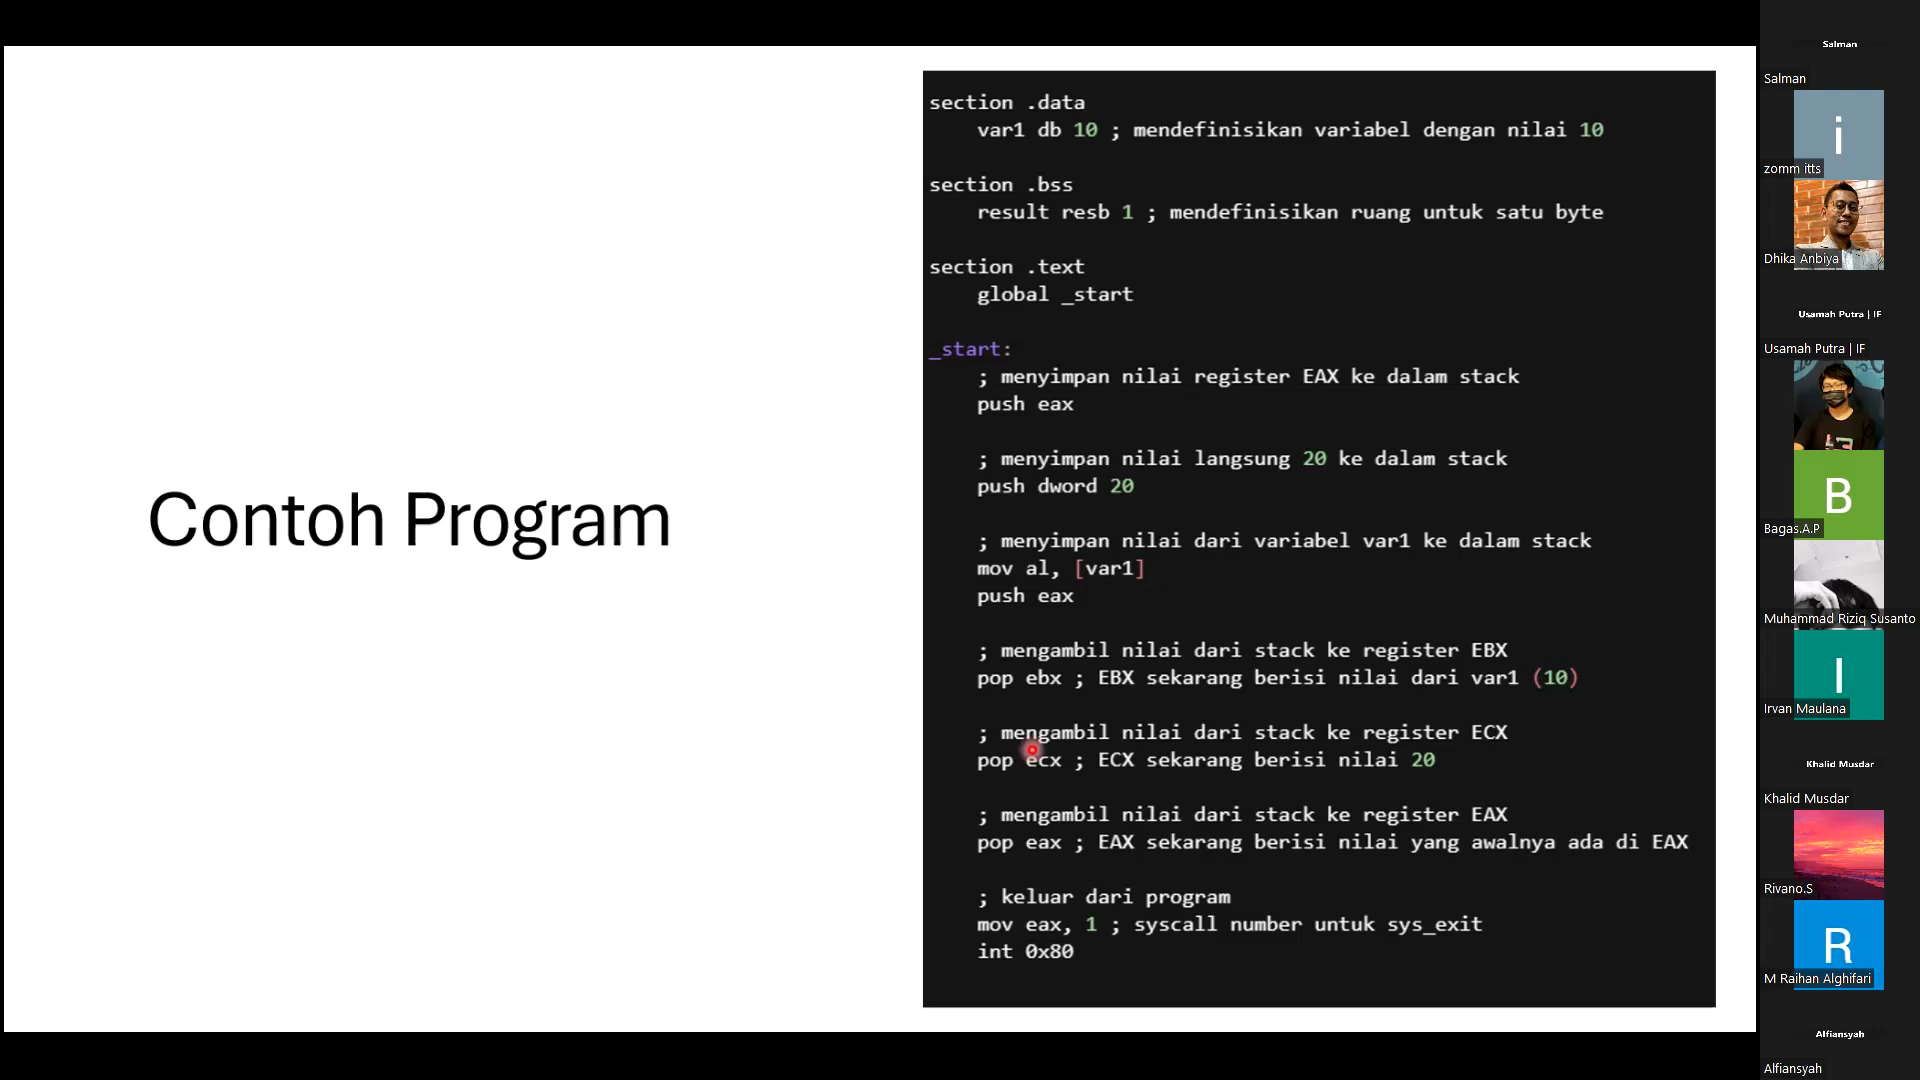 Contoh Program
section .data
var1 db 10 ; mendefinisikan variabel dengan nilai 10
section .bss
result resb 1 ; mendefinisikan ruang untuk satu byte
section .text
global _start
_start:
; menyimpan nilai register EAX ke dalam stack
push eax
; menyimpan nilai langsung 20 ke dalam stack
push dword 20
; menyimpan nilai dari variabel var1 ke dalam stack
mov al, [var1]
push eax
; mengambil nilai dari stack ke register EBX
pop ebx ; EBX sekarang berisi nilai dari var1 (10)
; mengambil nilai dari stack ke register ECX
pop ecx ; ECX sekarang berisi nilai 20
; mengambil nilai dari stack ke register EAX
pop eax ; EAX sekarang berisi nilai yang awalnya ada di EAX
; keluar dari program
mov eax, 1 ; syscall number untuk sys_exit
int 0x80
Salman
Salman
i
zomm itts
Dhika Anbiya
Usamah Putra | IF
Usamah Putra | IF
B
Bagas.A.P
Muhammad Riziq Susanto
I
Irvan Maulana
Khalid Musdar
Khalid Musdar
Rivano.S
R
M Raihan Alghifari
Alfiansyah
Alfiansyah